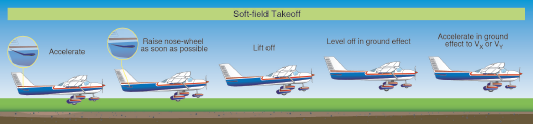 Soft-field Takeoff
Accelerate
Raise nose-wheel
as soon as possible
Lift off
Level off in ground effect
Accelerate in ground
effect to VX or VY